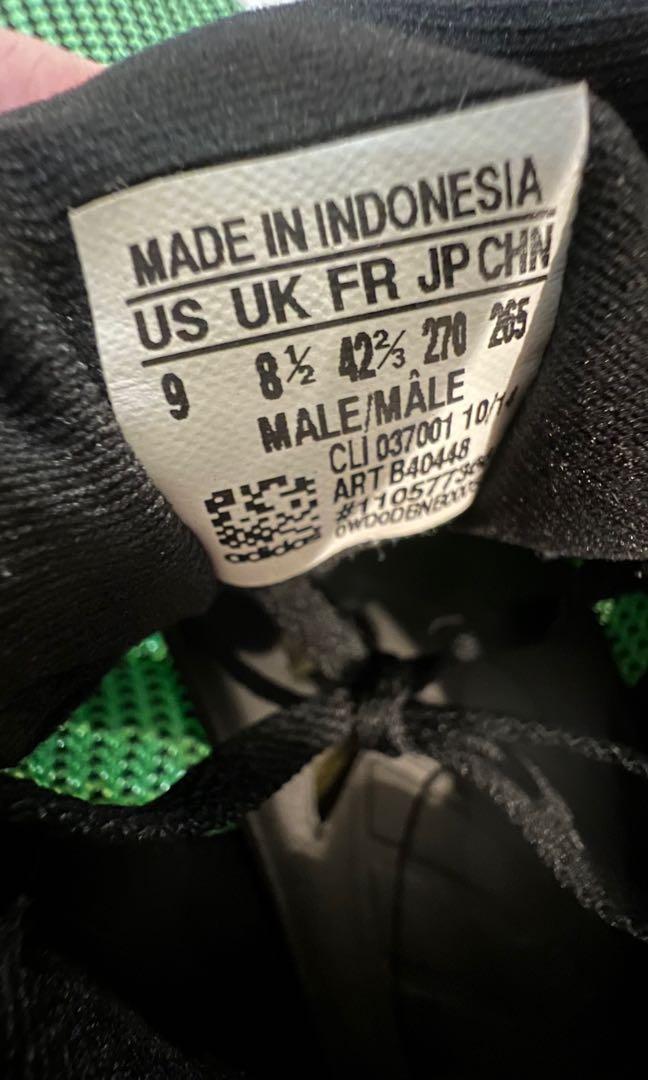 MADE IN INDONESIA
US UK FR JP CHN
9 8½ 42⅔ 270 265
MALE/MÂLE
CLI 037001 10/14
ART B40448
adidas